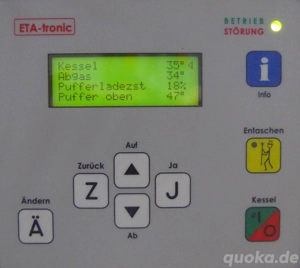 ETA-tronic
BETRIEB
STÖRUNG
Kessel 35° 4
Abgas 34°
Pufferladezst 18%
Puffer oben 47°
i
Info
Entaschen
Auf
Zurück
Ja
Z
J
Kessel
Ändern
Ä
Ab
quoka.de